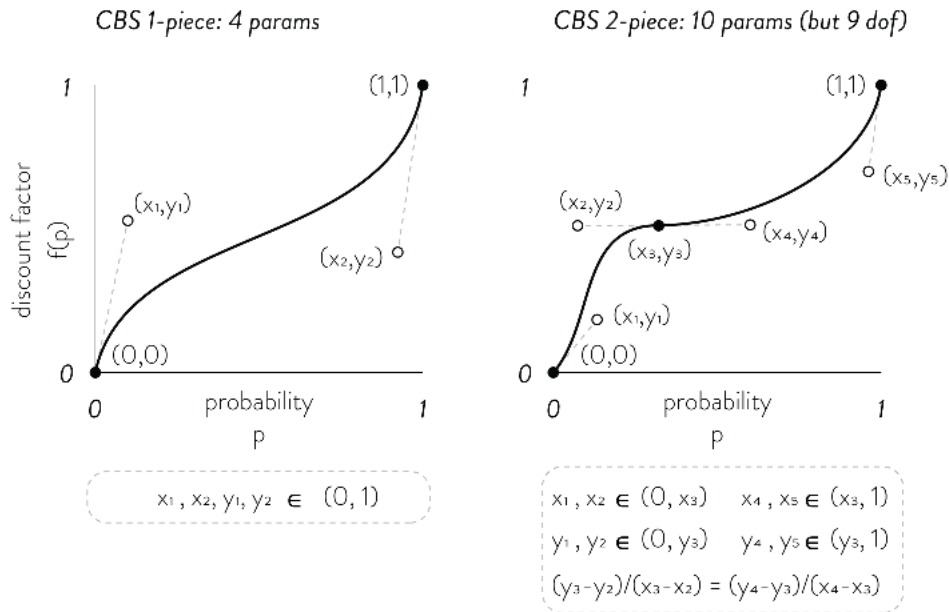 CBS 1-piece: 4 params
1
(1,1)
discount factor
f(p)
(x₁,y₁)
(x₂,y₂)
(0,0)
0
0
probability
1
p
x₁ , x₂, y₁, y₂ ∈ (0, 1)
CBS 2-piece: 10 params (but 9 dof)
1
(1,1)
(x₅,y₅)
(x₂,y₂)
(x₄,y₄)
(x₃,y₃)
(x₁,y₁)
(0,0)
0
0
probability
1
p
x₁ , x₂ ∈ (0, x₃) x₄ , x₅ ∈ (x₃, 1)
y₁ , y₂ ∈ (0, y₃) y₄ , y₅ ∈ (y₃, 1)
(y₃-y₂)/(x₃-x₂) = (y₄-y₃)/(x₄-x₃)